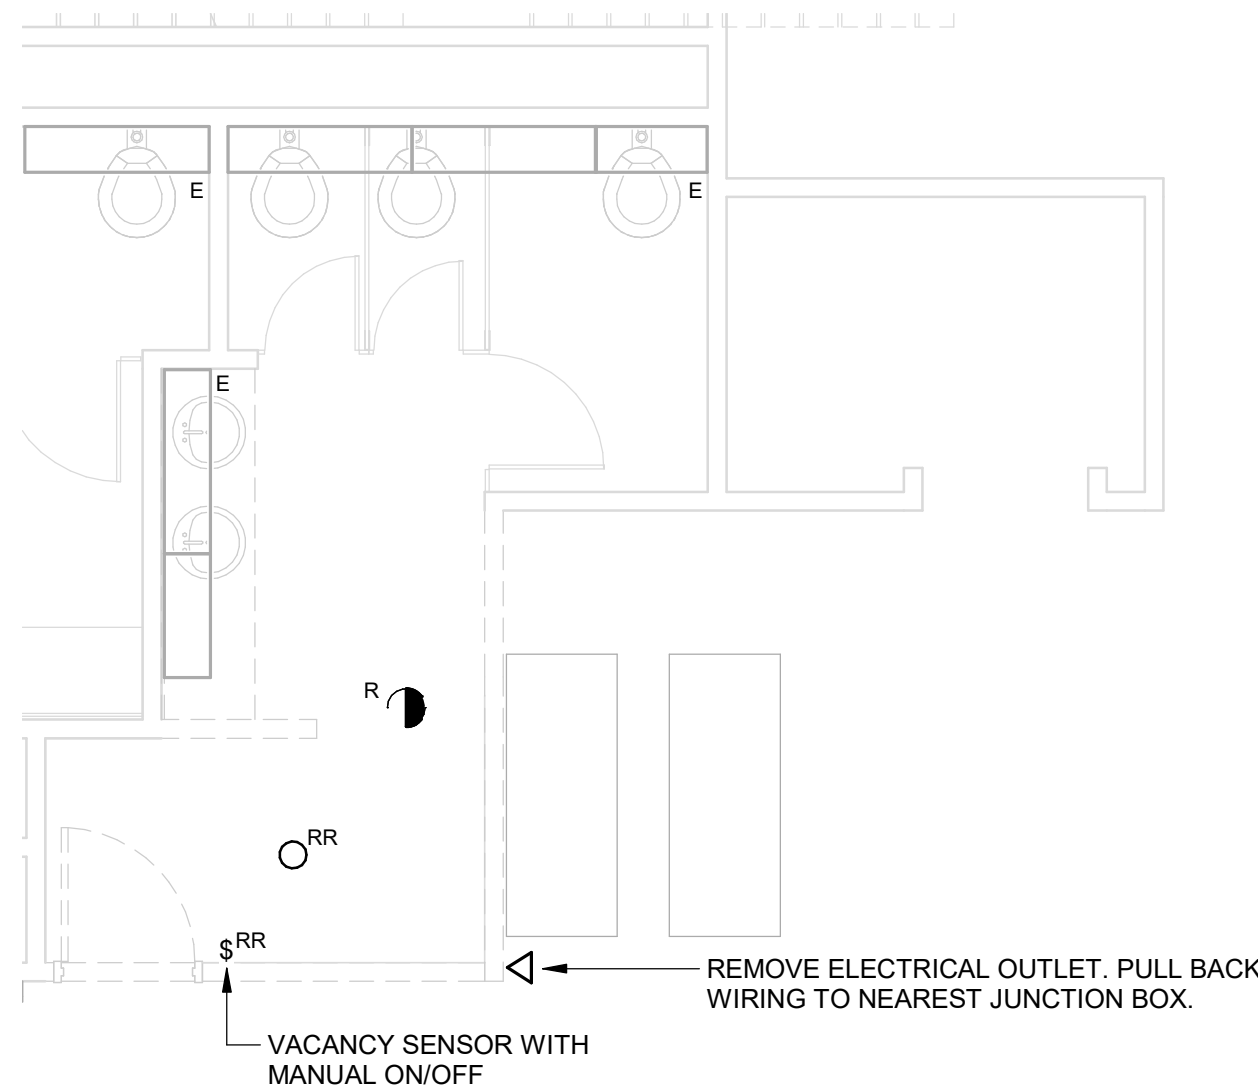 E
E
E
R
RR
$RR
REMOVE ELECTRICAL OUTLET. PULL BACK
WIRING TO NEAREST JUNCTION BOX.
VACANCY SENSOR WITH
MANUAL ON/OFF